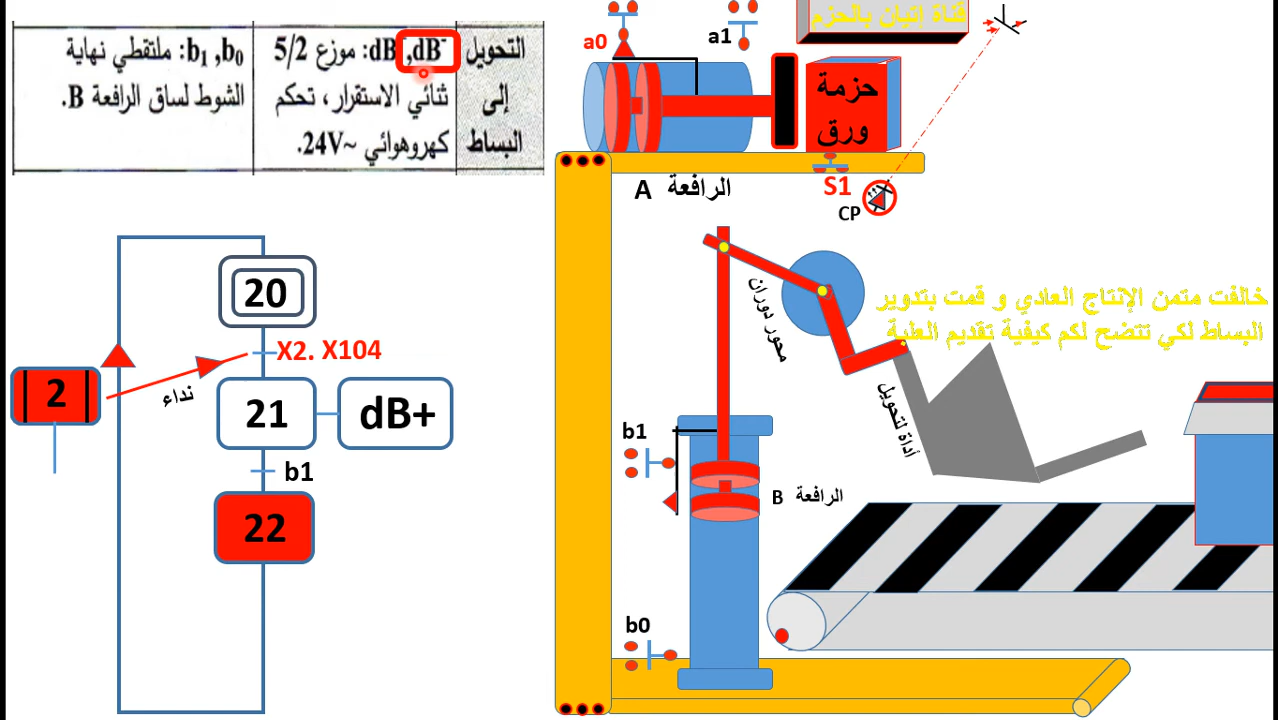 التحويل
إلى
البساط
dB⁻,dB: موزع 5/2
ثنائي الاستقرار، تحكم
كهروهوائي ~24V.
b₁ ,b₀: ملتقطي نهاية
الشوط لساق الرافعة B.
قناة إتيان بالحزم
a0
a1
حزمة
ورق
S1
CP
الرافعة A
محور دوران
خالفت متمن الإنتاج العادي و قمت بتدوير
البساط لكي تتضح لكم كيفية تقديم العلبة
أداة لتحويل
b1
الرافعة B
b0
20
X2. X104
2
نداء
21
dB+
b1
22